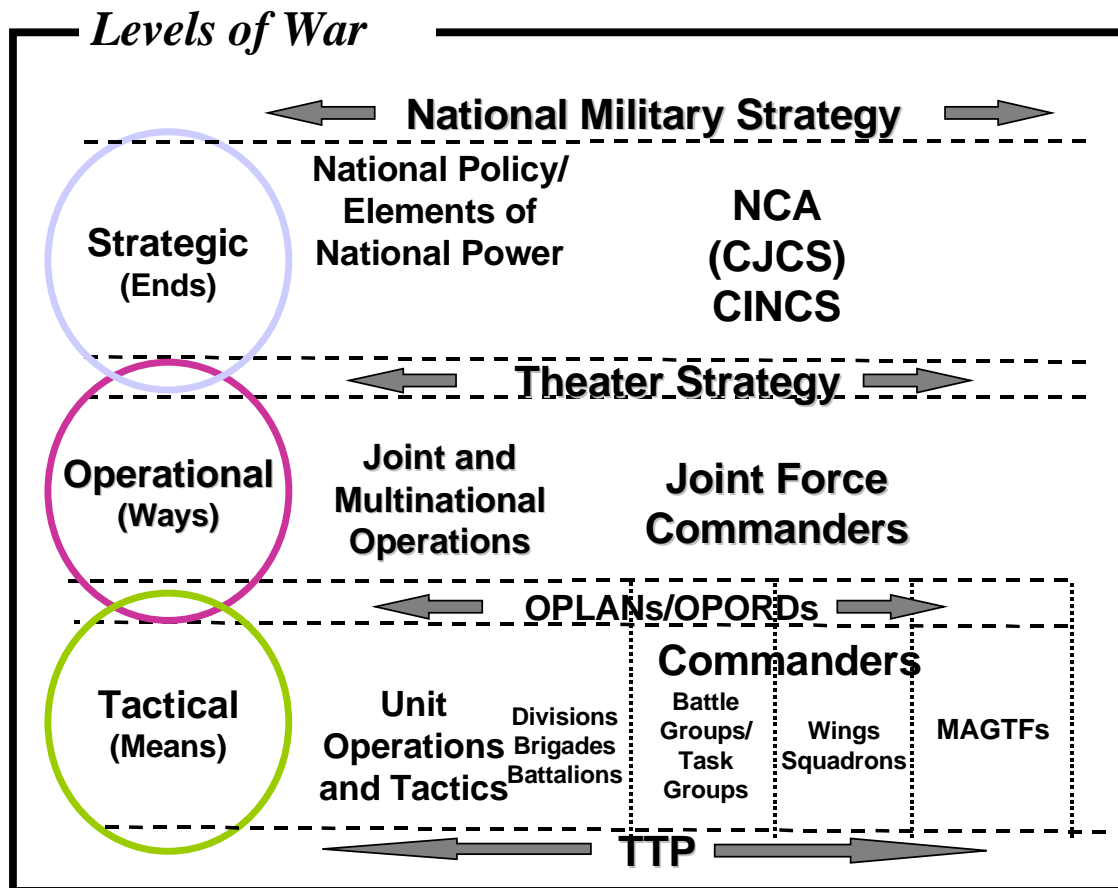 Levels of War
National Military Strategy
Strategic
(Ends)
National Policy/
Elements of
National Power
NCA
(CJCS)
CINCS
Theater Strategy
Operational
(Ways)
Joint and
Multinational
Operations
Joint Force
Commanders
OPLANs/OPORDs
Tactical
(Means)
Unit
Operations
and Tactics
Commanders
Divisions
Brigades
Battalions
Battle
Groups/
Task
Groups
Wings
Squadrons
MAGTFs
TTP